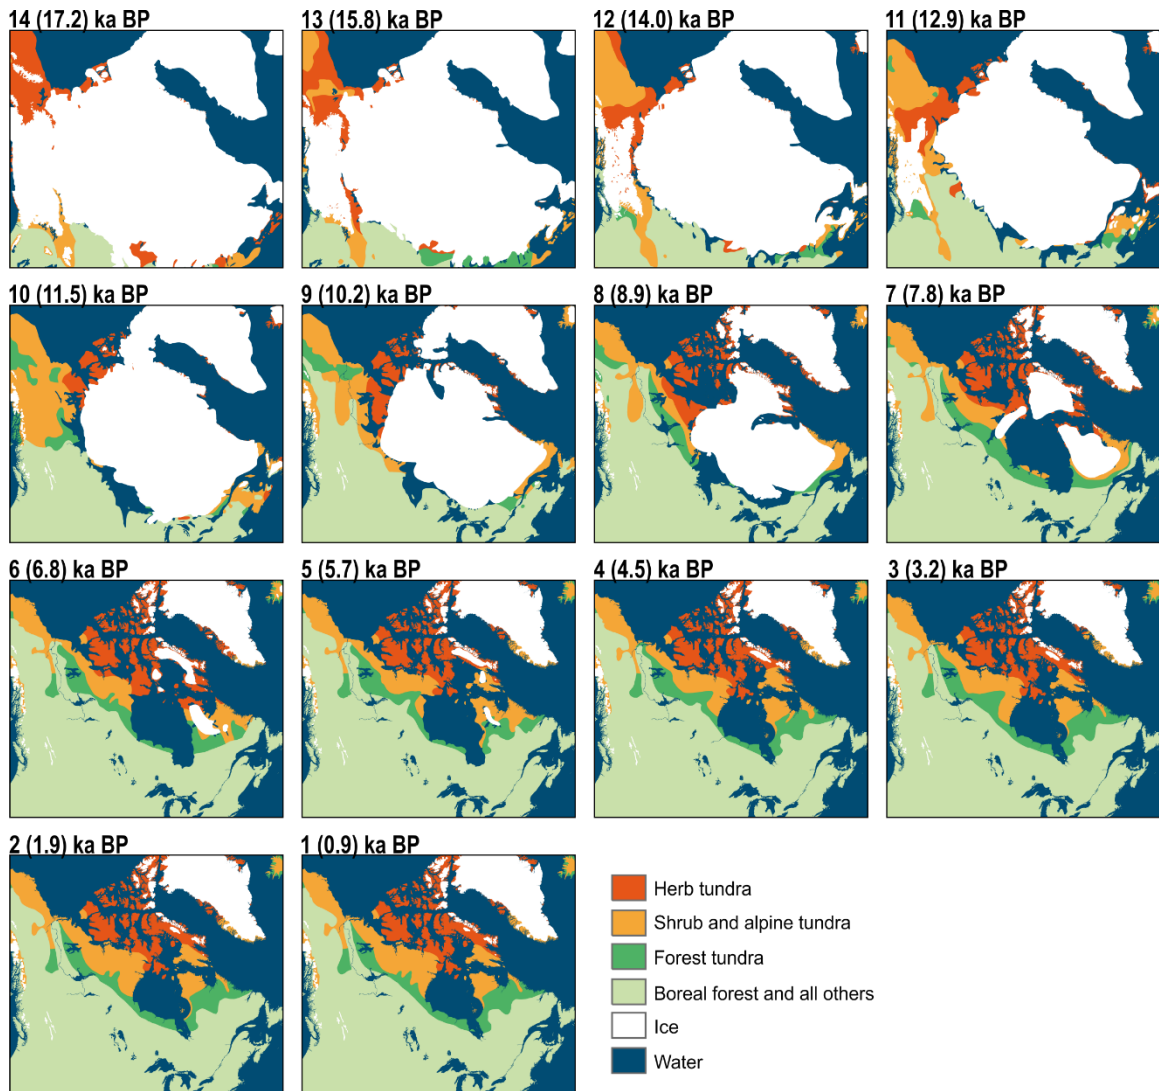 14 (17.2) ka BP
13 (15.8) ka BP
12 (14.0) ka BP
11 (12.9) ka BP
10 (11.5) ka BP
9 (10.2) ka BP
8 (8.9) ka BP
7 (7.8) ka BP
6 (6.8) ka BP
5 (5.7) ka BP
4 (4.5) ka BP
3 (3.2) ka BP
2 (1.9) ka BP
1 (0.9) ka BP
Herb tundra
Shrub and alpine tundra
Forest tundra
Boreal forest and all others
Ice
Water